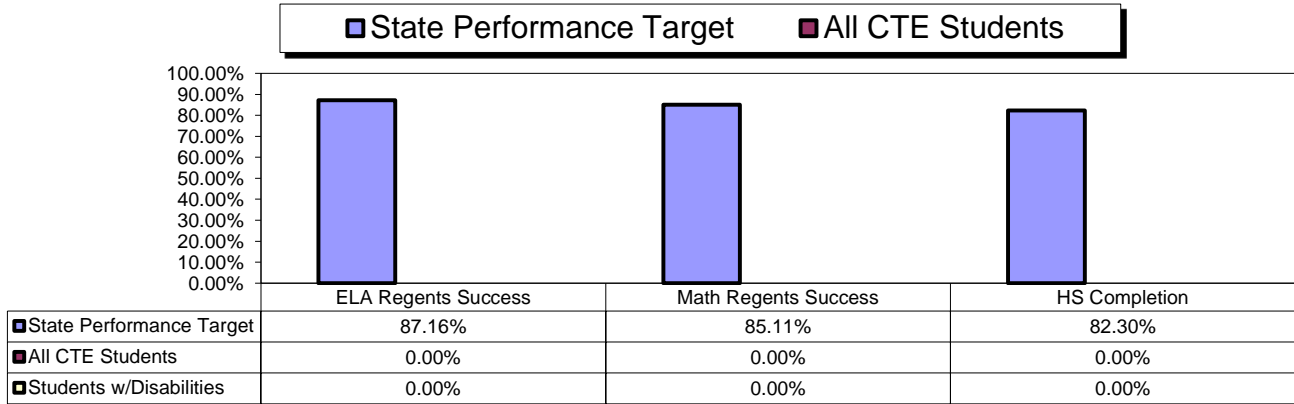 State Performance Target All CTE Students
100.00%
90.00%
80.00%
70.00%
60.00%
50.00%
40.00%
30.00%
20.00%
10.00%
0.00%
ELA Regents Success Math Regents Success HS Completion
State Performance Target 87.16% 85.11% 82.30%
All CTE Students 0.00% 0.00% 0.00%
Students w/Disabilities 0.00% 0.00% 0.00%